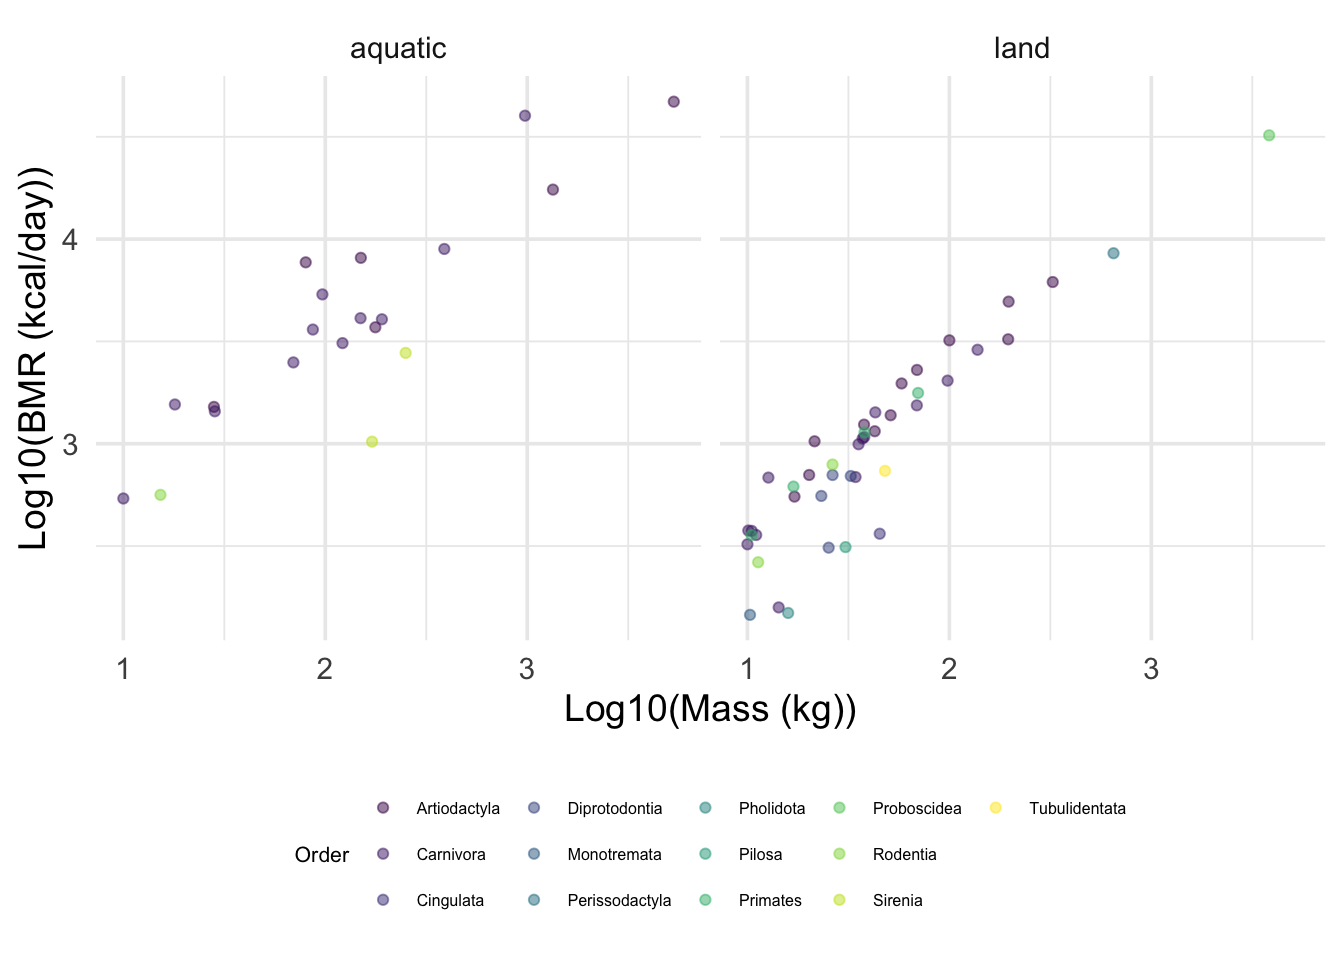 aquatic
land
Log10(BMR (kcal/day))
4
3
1 2 3
1 2 3
Log10(Mass (kg))
Order
Artiodactyla
Carnivora
Cingulata
Diprotodontia
Monotremata
Perissodactyla
Pholidota
Pilosa
Primates
Proboscidea
Rodentia
Sirenia
Tubulidentata